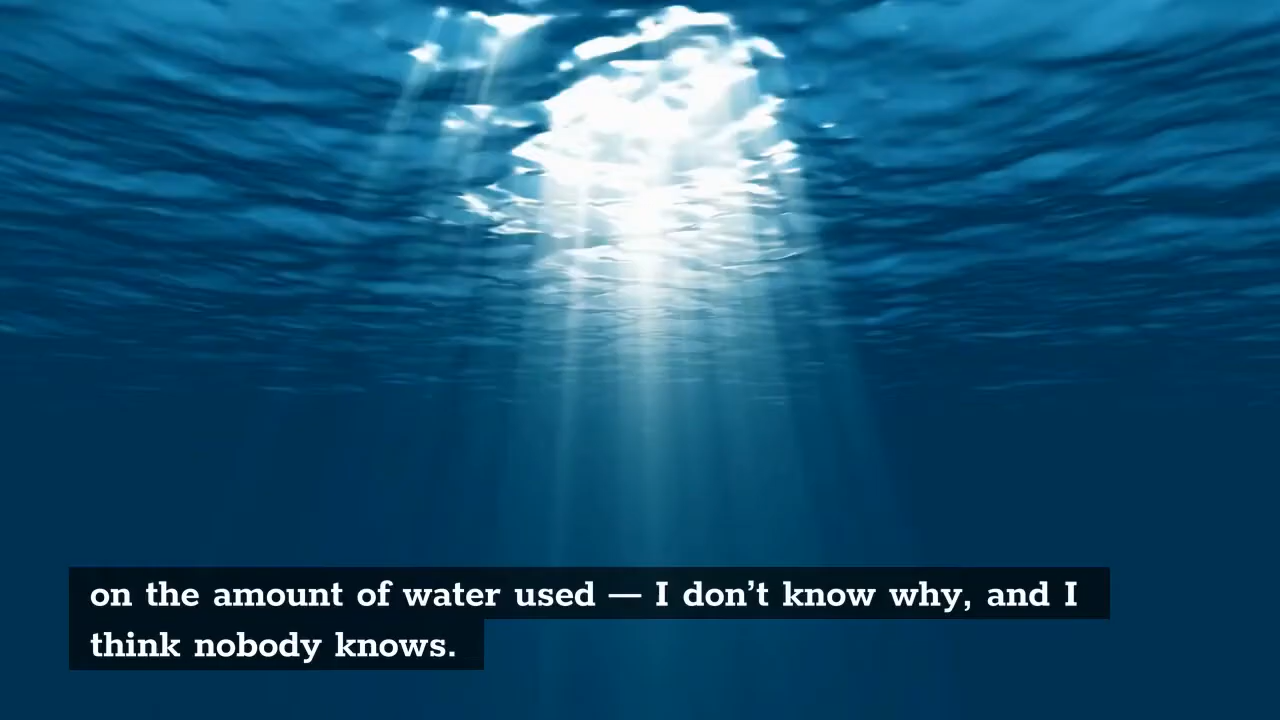 on the amount of water used — I don’t know why, and I
think nobody knows.